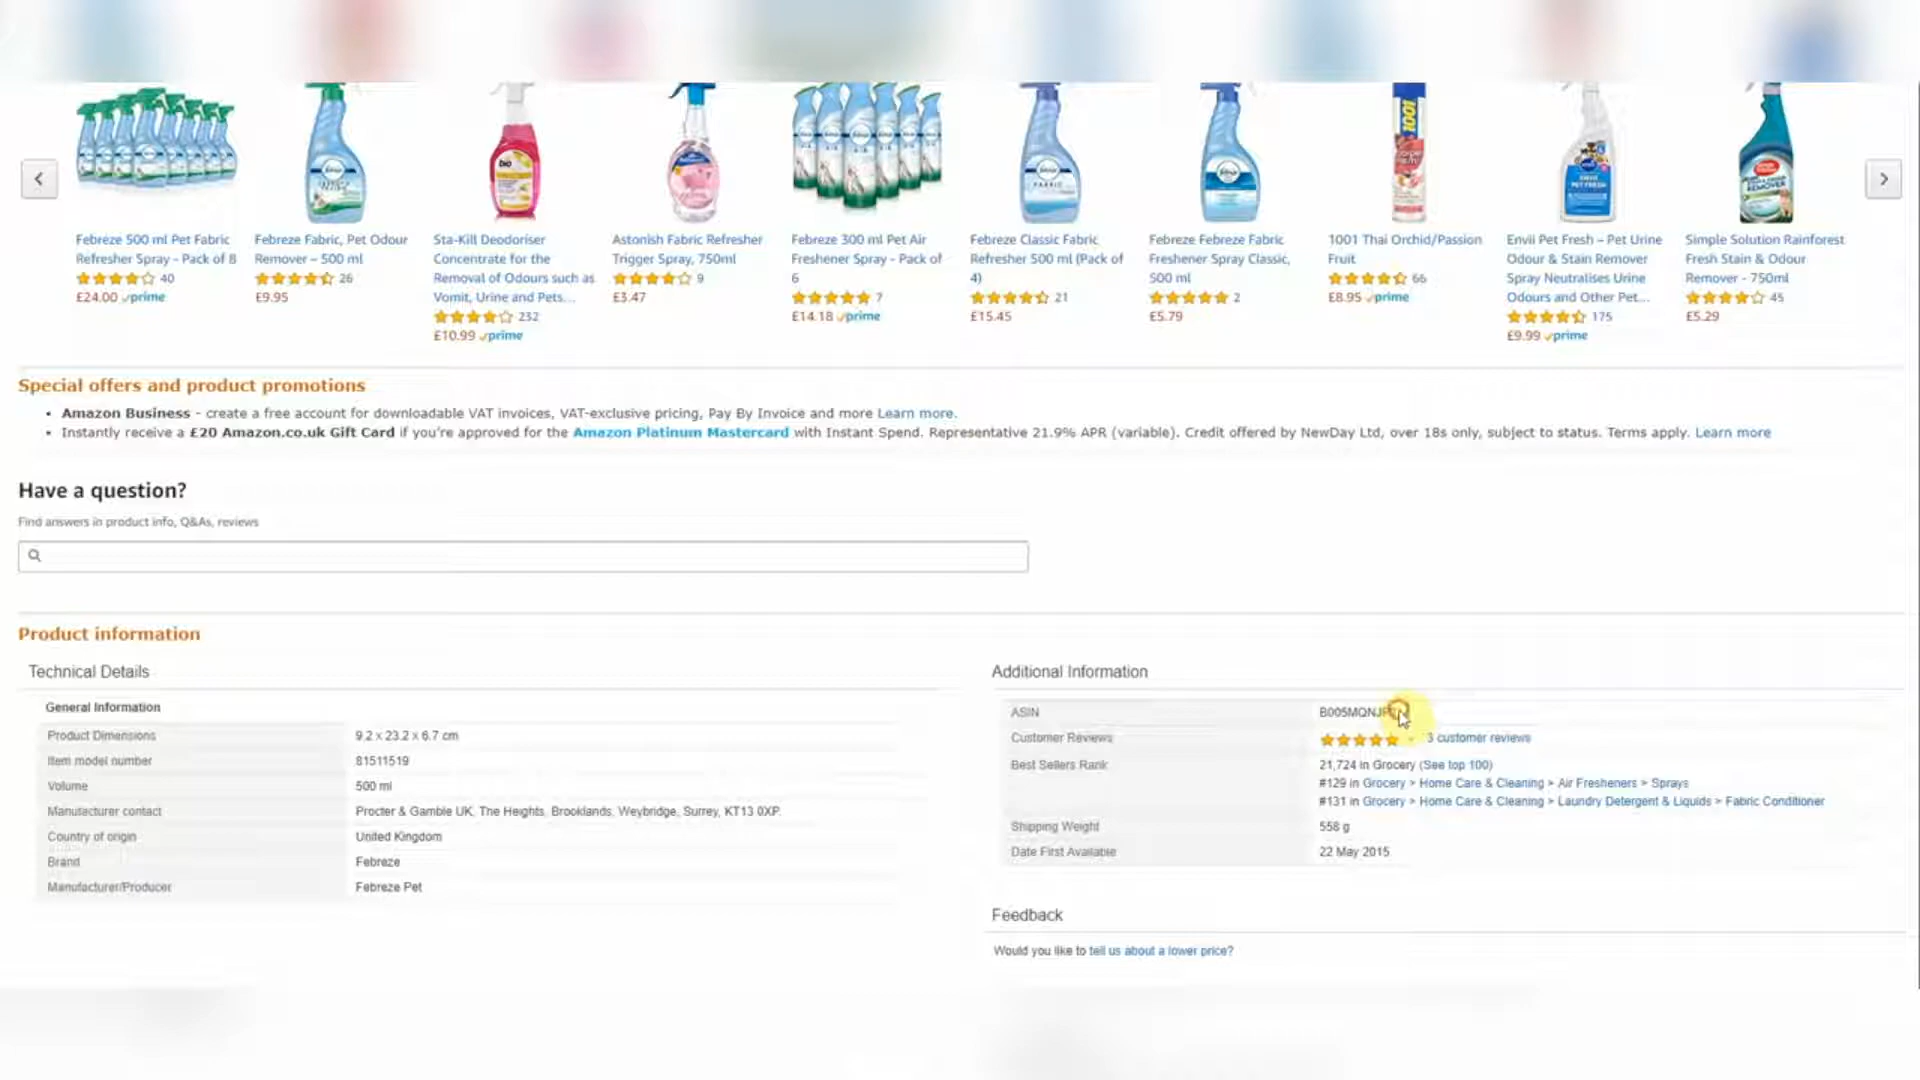 Febreze 500 ml Pet Fabric
Refresher Spray - Pack of 8
40
£24.00 prime
Febreze Fabric, Pet Odour
Remover – 500 ml
26
£9.95
Sta-Kill Deodoriser
Concentrate for the
Removal of Odours such as
Vomit, Urine and Pets...
232
£10.99 prime
Astonish Fabric Refresher
Trigger Spray, 750ml
9
£3.47
Febreze 300 ml Pet Air
Freshener Spray - Pack of
6
7
£14.18 prime
Febreze Classic Fabric
Refresher 500 ml (Pack of
4)
21
£15.45
Febreze Febreze Fabric
Freshener Spray Classic,
500 ml
2
£5.79
1001
1001 Thai Orchid/Passion
Fruit
66
£8.95 prime
Envii Pet Fresh – Pet Urine
Odour & Stain Remover
Spray Neutralises Urine
Odours and Other Pet...
175
£9.99 prime
Simple Solution Rainforest
Fresh Stain & Odour
Remover - 750ml
45
£5.29
Special offers and product promotions
Amazon Business - create a free account for downloadable VAT invoices, VAT-exclusive pricing, Pay By Invoice and more Learn more.
Instantly receive a £20 Amazon.co.uk Gift Card if you're approved for the Amazon Platinum Mastercard with Instant Spend. Representative 21.9% APR (variable). Credit offered by NewDay Ltd, over 18s only, subject to status. Terms apply. Learn more
Have a question?
Find answers in product info, Q&As, reviews
Product information
Technical Details
General Information
Product Dimensions 9.2 x 23.2 x 6.7 cm
Item model number 81511519
Volume 500 ml
Manufacturer contact Procter & Gamble UK, The Heights, Brooklands, Weybridge, Surrey, KT13 0XP.
Country of origin United Kingdom
Brand Febreze
Manufacturer/Producer Febreze Pet
Additional Information
ASIN
Customer Reviews 3 customer reviews
Best Sellers Rank 21,724 in Grocery (See top 100)
#129 in Grocery > Home Care & Cleaning > Air Fresheners > Sprays
#131 in Grocery > Home Care & Cleaning > Laundry Detergent & Liquids > Fabric Conditioner
Shipping Weight 558 g
Date First Available 22 May 2015
Feedback
Would you like to tell us about a lower price?